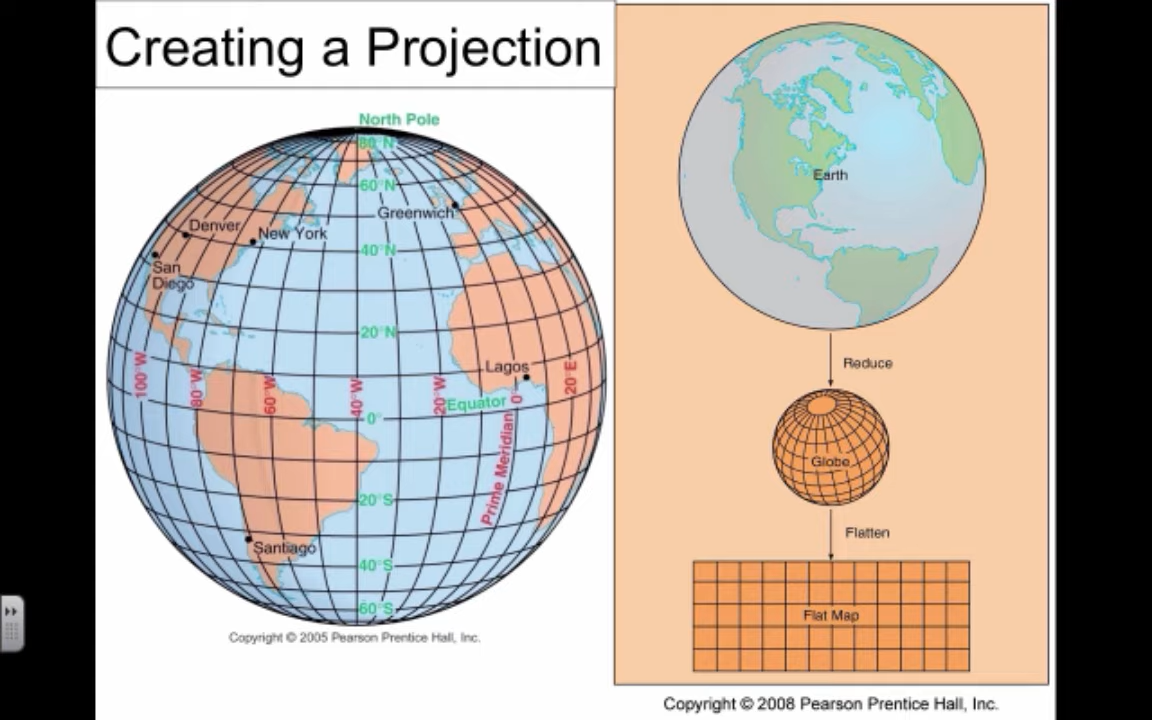 Creating a Projection
North Pole
80°N
60°N
Greenwich
Denver
New York
40°N
San
Diego
20°N
Lagos
100°W
80°W
60°W
40°W
20°W
0°
20°E
Equator
0°
Prime Meridian
20°S
Santiago
40°S
60°S
Copyright © 2005 Pearson Prentice Hall, Inc.
Earth
Reduce
Globe
Flatten
Flat Map
Copyright © 2008 Pearson Prentice Hall, Inc.